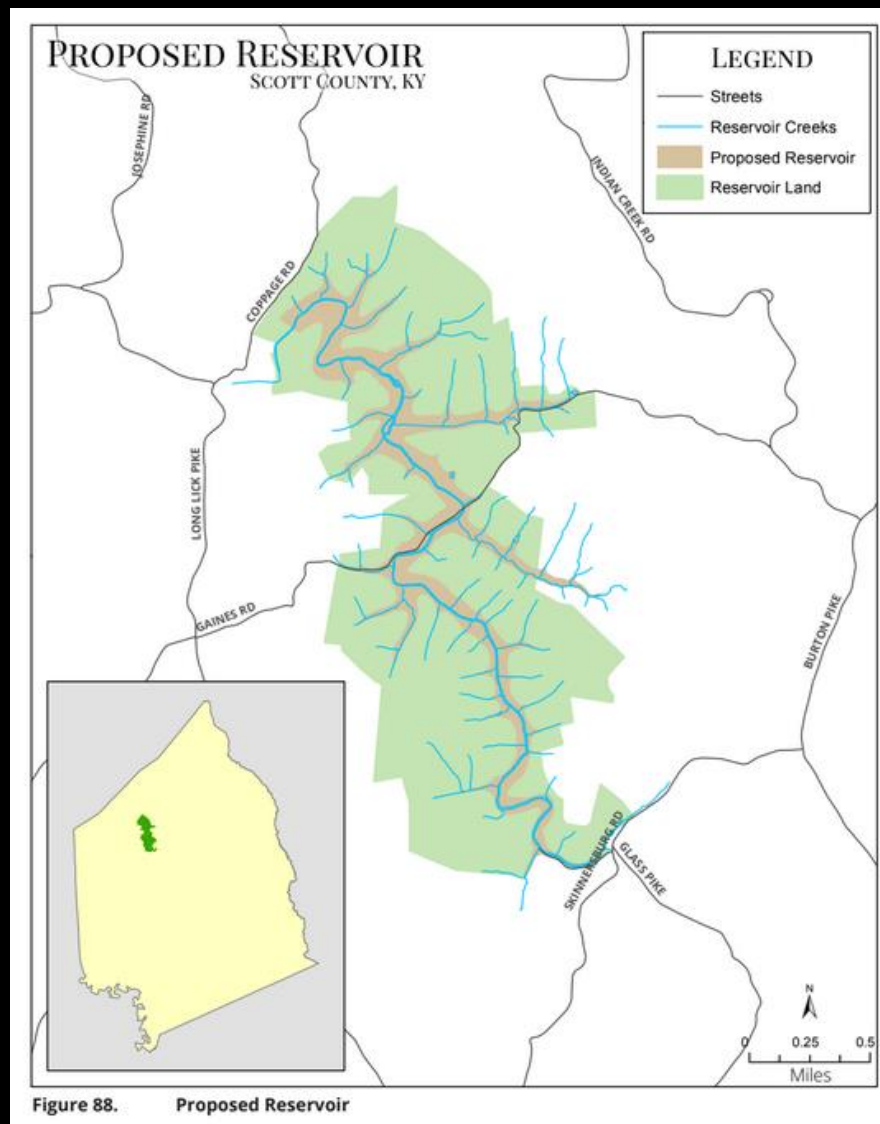 PROPOSED RESERVOIR
SCOTT COUNTY, KY
LEGEND
Streets
Reservoir Creeks
Proposed Reservoir
Reservoir Land
JOSEPHINE RD
INDIAN CREEK RD
COPPAGE RD
LONG LICK PIKE
GAINES RD
BURTON PIKE
SKINNERSBURG RD
GLASS PIKE
N
0 0.25 0.5
Miles
Figure 88. Proposed Reservoir